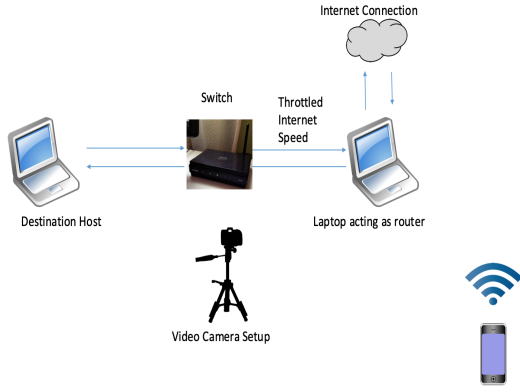 Internet Connection
Switch
Throttled
Internet
Speed
Destination Host
Laptop acting as router
Video Camera Setup